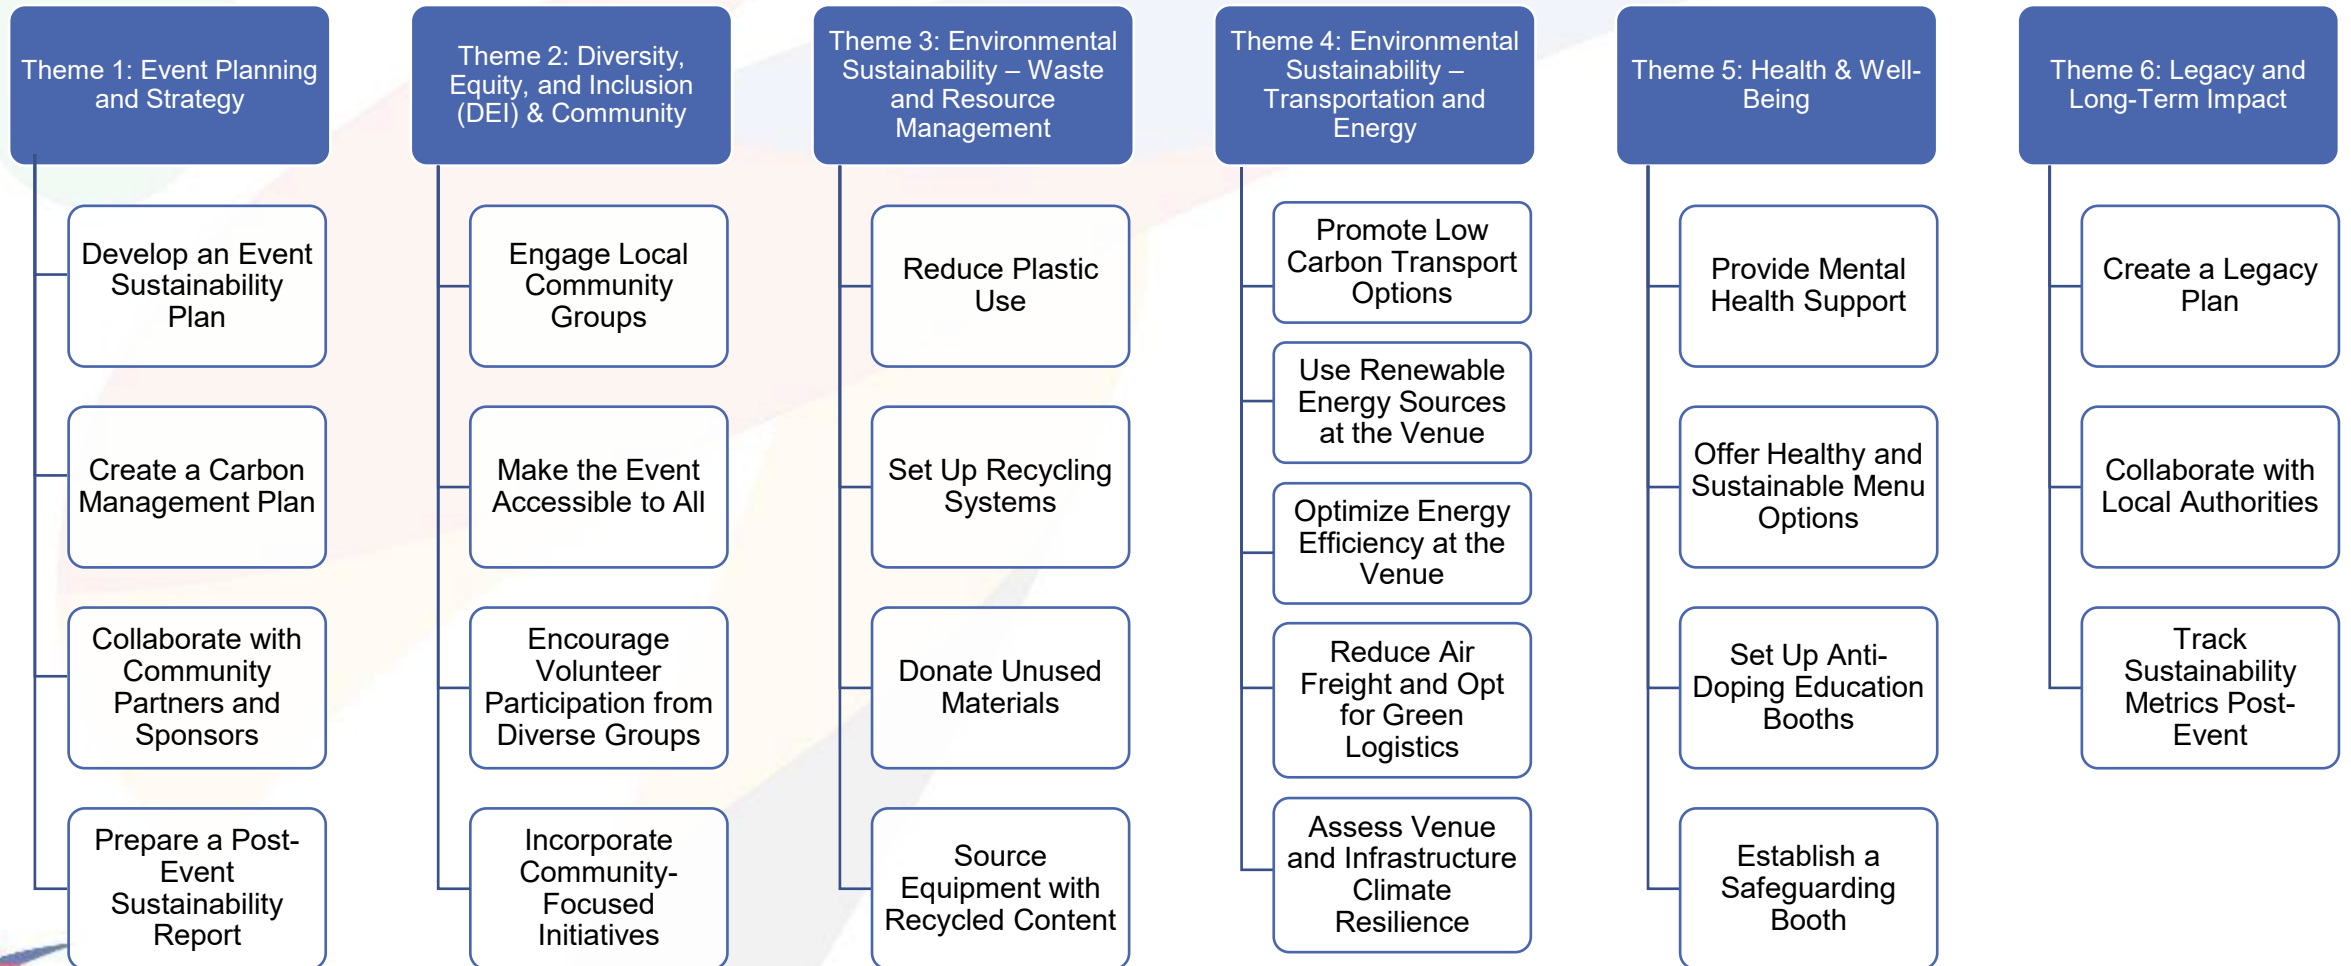 Theme 1: Event Planning
and Strategy
Develop an Event
Sustainability
Plan
Create a Carbon
Management Plan
Collaborate with
Community
Partners and
Sponsors
Prepare a Post-
Event
Sustainability
Report
Theme 2: Diversity,
Equity, and Inclusion
(DEI) & Community
Engage Local
Community
Groups
Make the Event
Accessible to All
Encourage
Volunteer
Participation from
Diverse Groups
Incorporate
Community-
Focused
Initiatives
Theme 3: Environmental
Sustainability – Waste
and Resource
Management
Reduce Plastic
Use
Set Up Recycling
Systems
Donate Unused
Materials
Source
Equipment with
Recycled Content
Theme 4: Environmental
Sustainability –
Transportation and
Energy
Promote Low
Carbon Transport
Options
Use Renewable
Energy Sources
at the Venue
Optimize Energy
Efficiency at the
Venue
Reduce Air
Freight and Opt
for Green
Logistics
Assess Venue
and Infrastructure
Climate
Resilience
Theme 5: Health & Well-
Being
Provide Mental
Health Support
Offer Healthy and
Sustainable Menu
Options
Set Up Anti-
Doping Education
Booths
Establish a
Safeguarding
Booth
Theme 6: Legacy and
Long-Term Impact
Create a Legacy
Plan
Collaborate with
Local Authorities
Track
Sustainability
Metrics Post-
Event